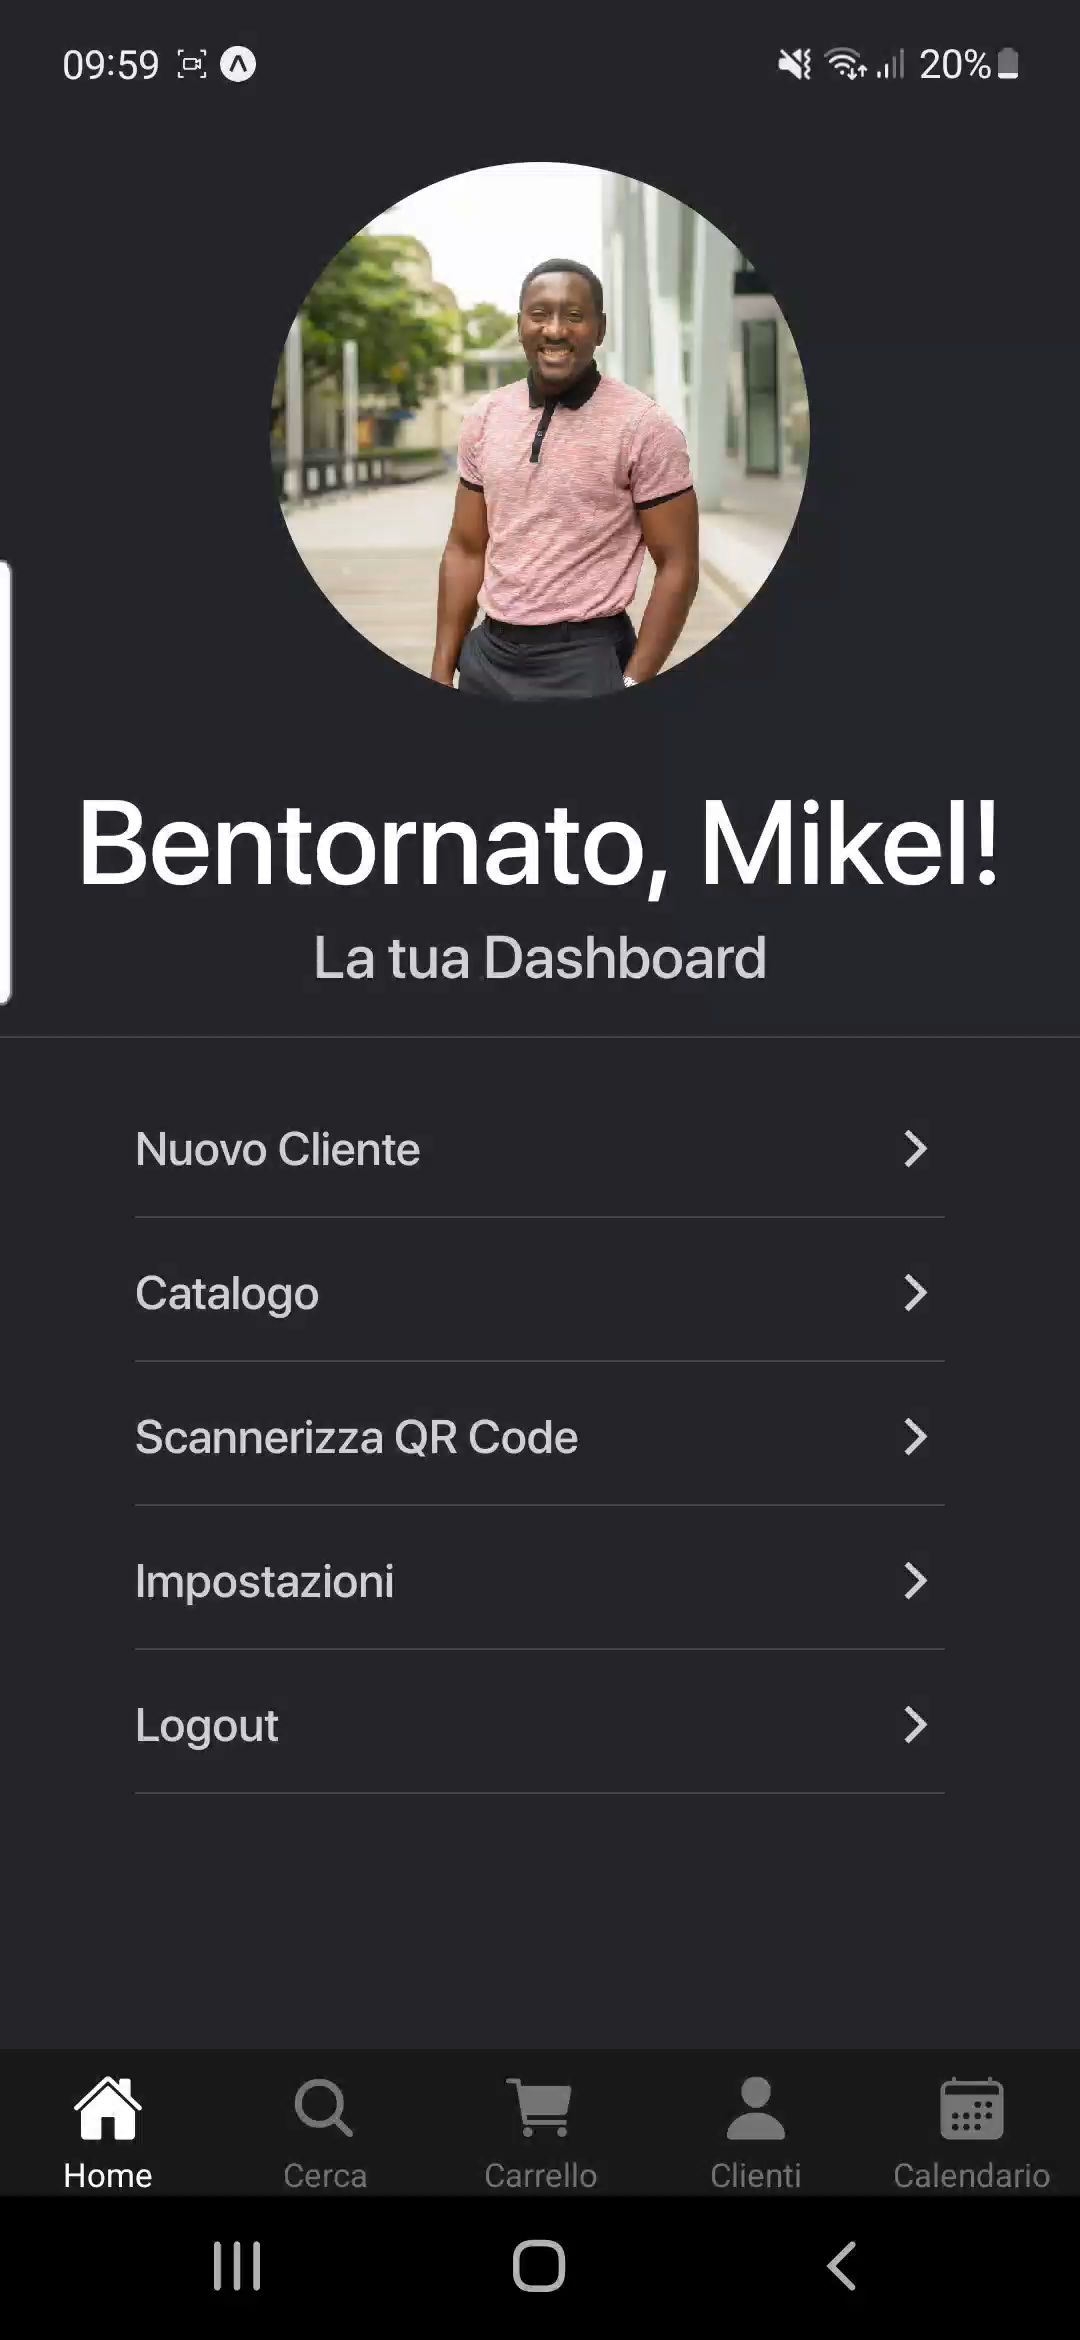 09:59
20%
Bentornato, Mikel!
La tua Dashboard
Nuovo Cliente
Catalogo
Scannerizza QR Code
Impostazioni
Logout
Home Cerca Carrello Clienti Calendario